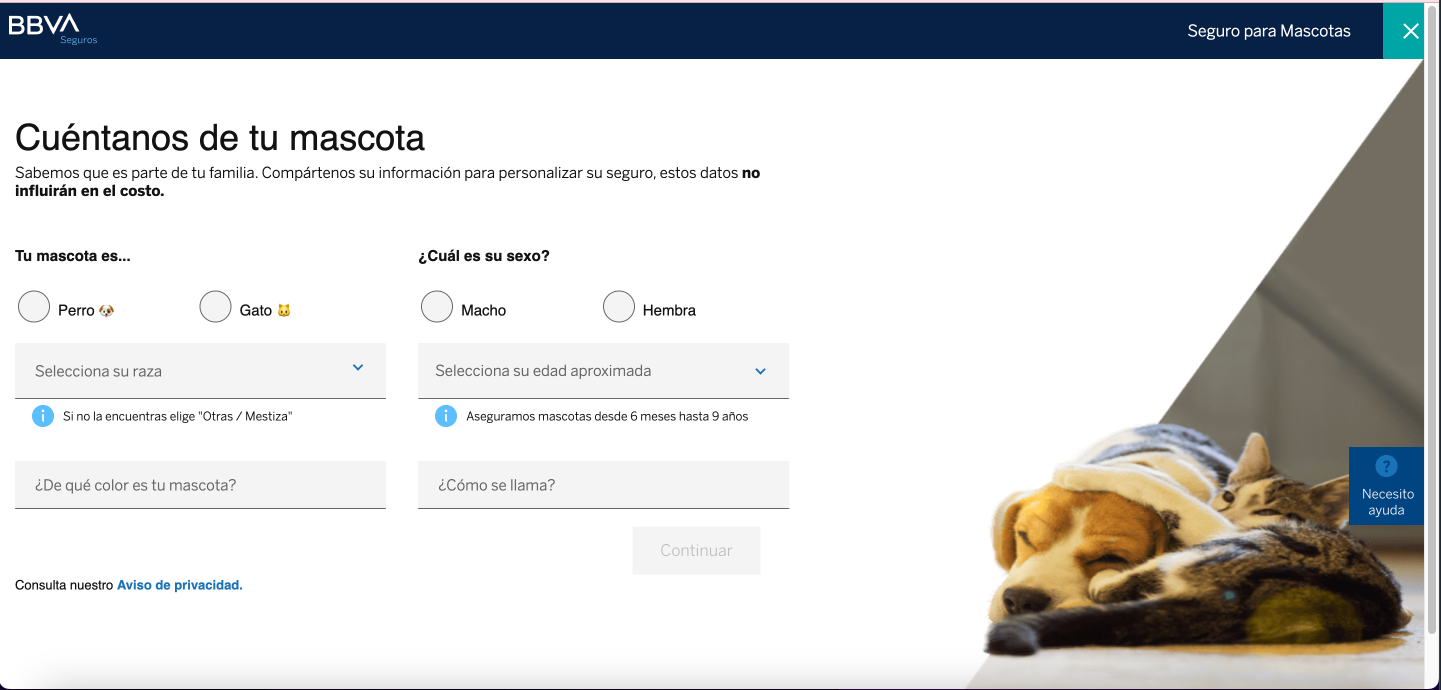 BBVA
Seguros
Seguro para Mascotas
Cuéntanos de tu mascota
Sabemos que es parte de tu familia. Compártenos su información para personalizar su seguro, estos datos no
influirán en el costo.
Tu mascota es...
¿Cuál es su sexo?
Perro 🐶
Gato 🐱
Macho
Hembra
Selecciona su raza
Selecciona su edad aproximada
Si no la encuentras elige "Otras / Mestiza"
Aseguramos mascotas desde 6 meses hasta 9 años
¿De qué color es tu mascota?
¿Cómo se llama?
Necesito
ayuda
Continuar
Consulta nuestro Aviso de privacidad.